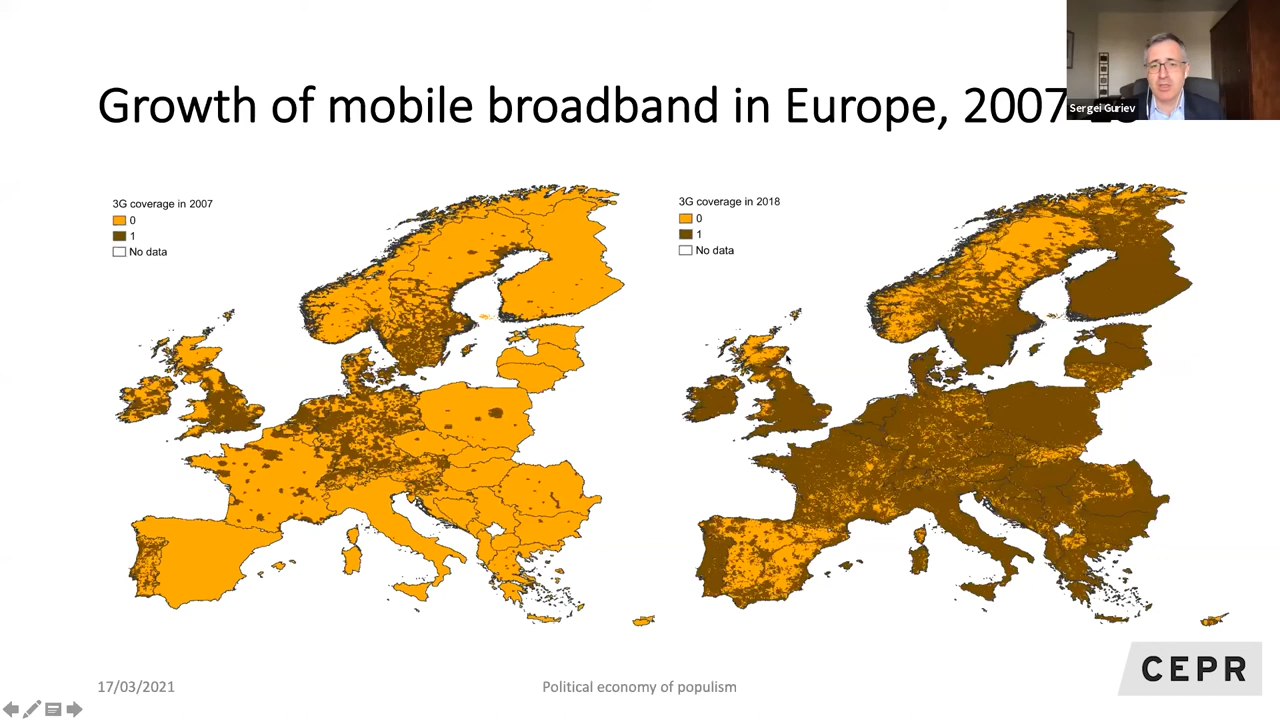 Growth of mobile broadband in Europe, 2007
Sergei Guriev
3G coverage in 2007
0
1
No data
3G coverage in 2018
0
1
No data
17/03/2021
Political economy of populism
CEPR